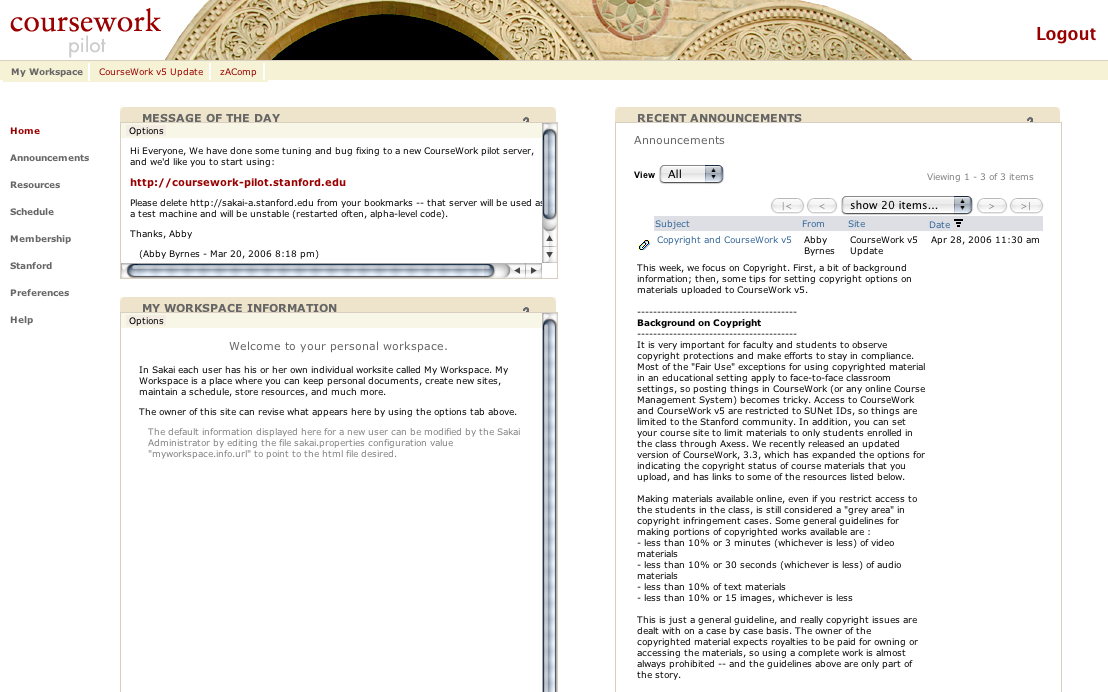 coursework
pilot
Logout
My Workspace
CourseWork v5 Update
zAComp
Home
Announcements
Resources
Schedule
Membership
Stanford
Preferences
Help
MESSAGE OF THE DAY
?
Options
Hi Everyone, We have done some tuning and bug fixing to a new CourseWork pilot server,
and we'd like you to start using:
http://coursework-pilot.stanford.edu
Please delete http://sakai-a.stanford.edu from your bookmarks -- that server will be used as
a test machine and will be unstable (restarted often, alpha-level code).
Thanks, Abby
(Abby Byrnes - Mar 20, 2006 8:18 pm)
MY WORKSPACE INFORMATION
?
Options
Welcome to your personal workspace.
In Sakai each user has his or her own individual worksite called My Workspace. My
Workspace is a place where you can keep personal documents, create new sites,
maintain a schedule, store resources, and much more.
The owner of this site can revise what appears here by using the options tab above.
The default information displayed here for a new user can be modified by the Sakai
Administrator by editing the file sakai.properties configuration value
"myworkspace.info.url" to point to the html file desired.
RECENT ANNOUNCEMENTS
?
Announcements
View All
Viewing 1 - 3 of 3 items
|< < show 20 items... > >|
Subject From Site Date
Copyright and CourseWork v5 Abby Byrnes CourseWork v5 Update Apr 28, 2006 11:30 am
This week, we focus on Copyright. First, a bit of background
information; then, some tips for setting copyright options on
materials uploaded to CourseWork v5.
----------------------------------------
Background on Coypright
----------------------------------------
It is very important for faculty and students to observe
copyright protections and make efforts to stay in compliance.
Most of the "Fair Use" exceptions for using copyrighted material
in an educational setting apply to face-to-face classroom
settings, so posting things in CourseWork (or any online Course
Management System) becomes tricky. Access to CourseWork
and CourseWork v5 are restricted to SUNet IDs, so things are
limited to the Stanford community. In addition, you can set
your course site to limit materials to only students enrolled in
the class through Axess. We recently released an updated
version of CourseWork, 3.3, which has expanded the options for
indicating the copyright status of course materials that you
upload, and has links to some of the resources listed below.
Making materials available online, even if you restrict access to
the students in the class, is still considered a "grey area" in
copyright infringement cases. Some general guidelines for
making portions of copyrighted works available are :
- less than 10% or 3 minutes (whichever is less) of video
materials
- less than 10% or 30 seconds (whichever is less) of audio
materials
- less than 10% of text materials
- less than 10% or 15 images, whichever is less
This is just a general guideline, and really copyright issues are
dealt with on a case by case basis. The owner of the
copyrighted material expects royalties to be paid for owning or
accessing the materials, so using a complete work is almost
always prohibited -- and the guidelines above are only part of
the story.